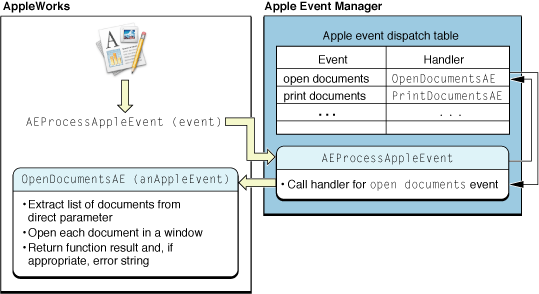 AppleWorks
Apple Event Manager
Apple event dispatch table
Event Handler
open documents OpenDocumentsAE
print documents PrintDocumentsAE
... ...
A
AEProcessAppleEvent (event)
AEProcessAppleEvent
• Call handler for open documents event
OpenDocumentsAE (anAppleEvent)
• Extract list of documents from
direct parameter
• Open each document in a window
• Return function result and, if
appropriate, error string